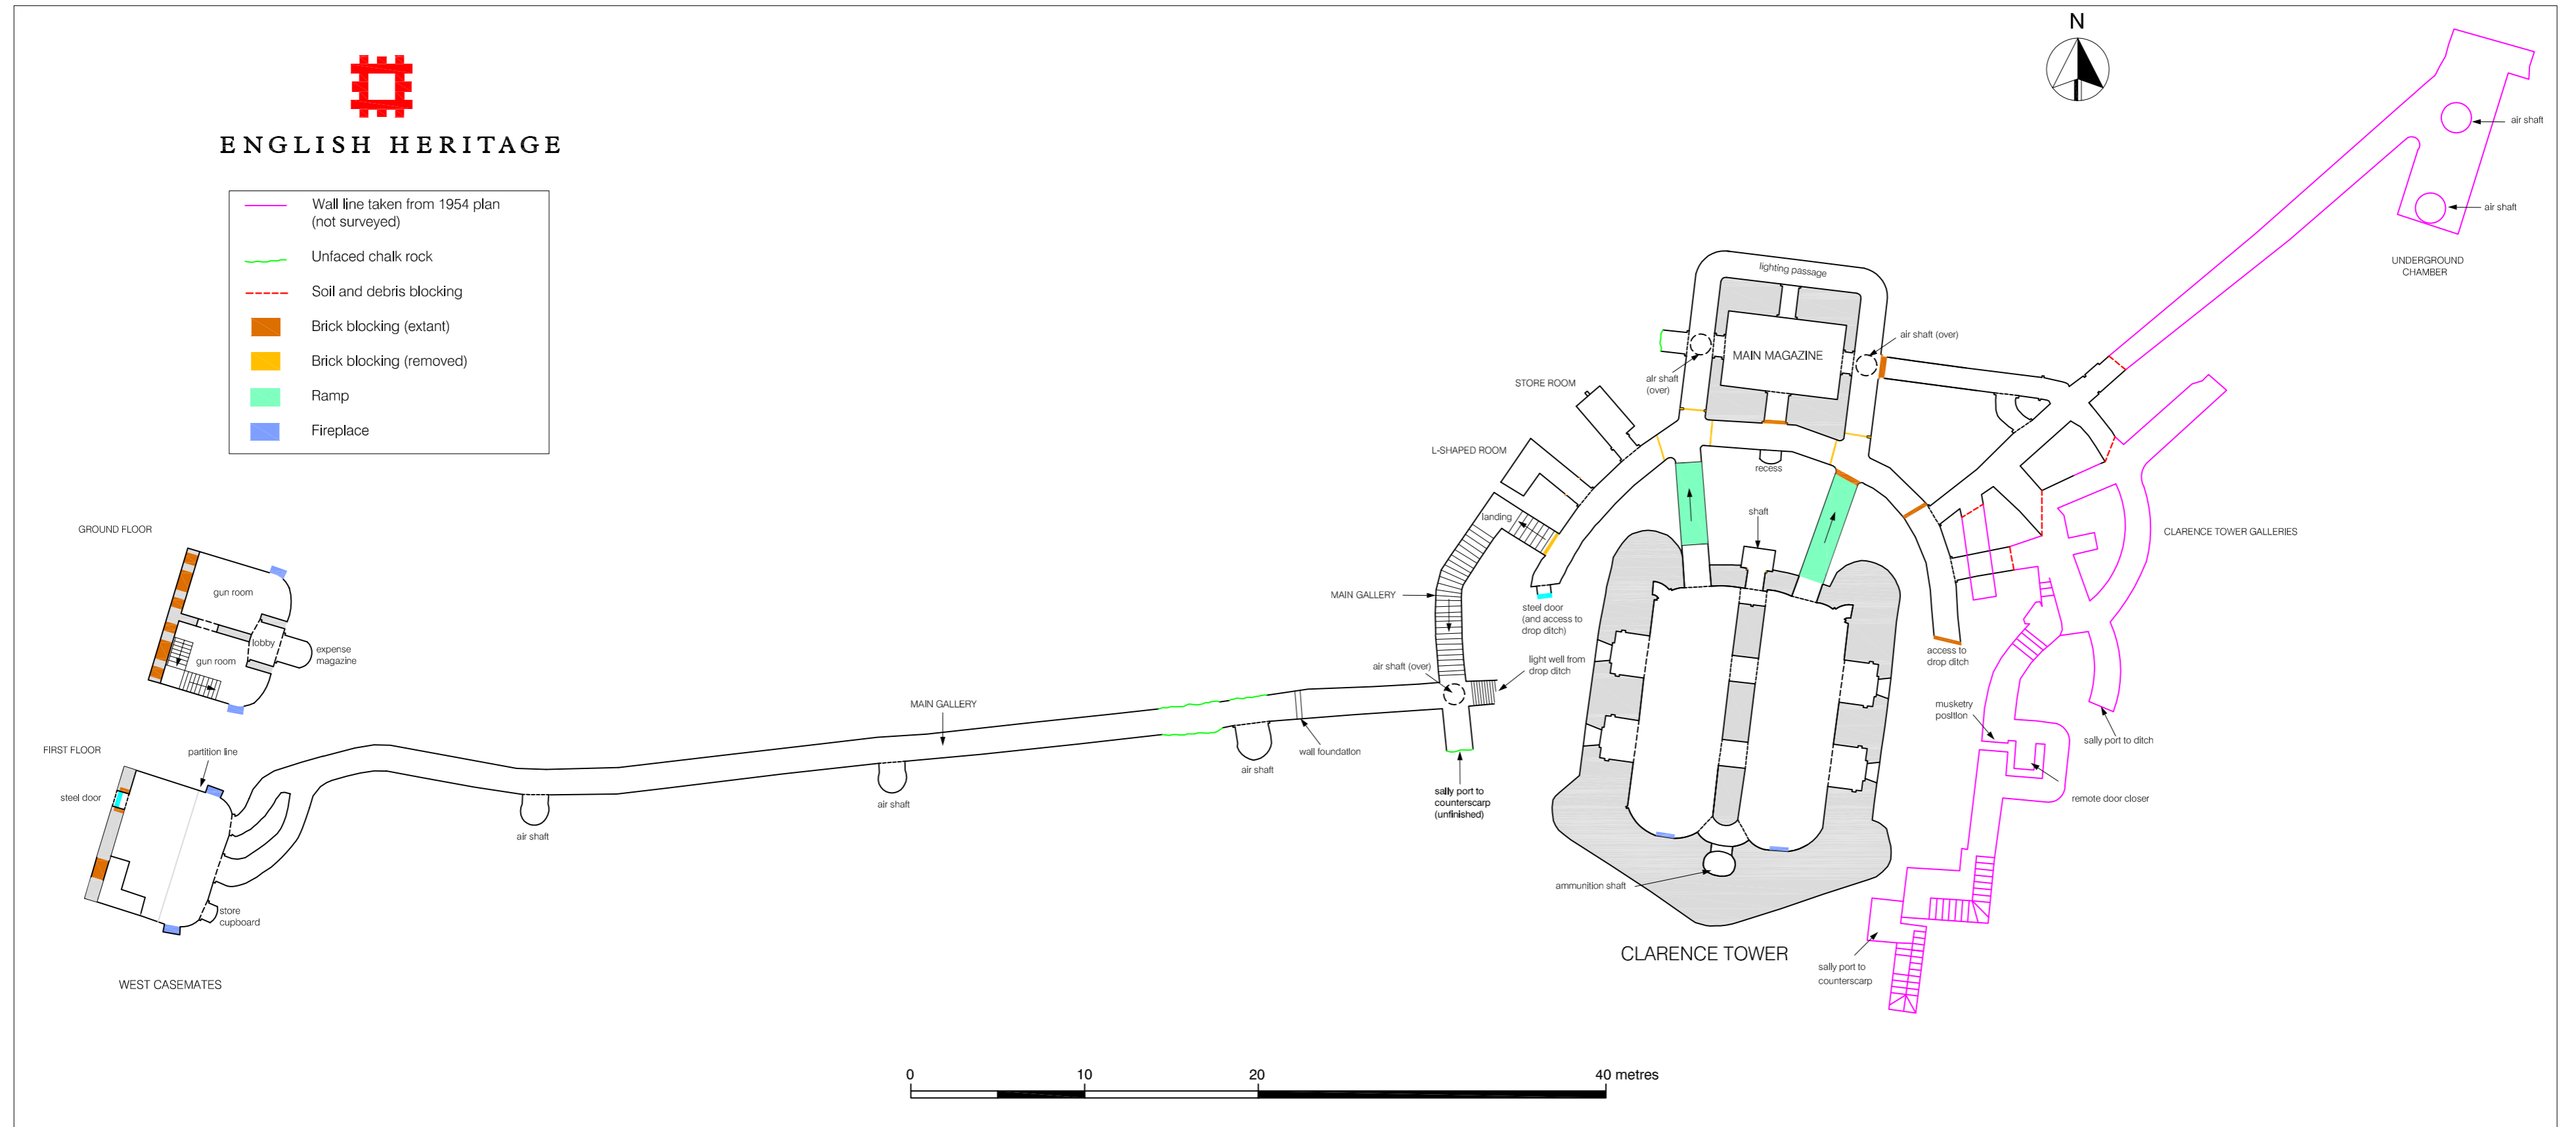 N
ENGLISH HERITAGE
Wall line taken from 1954 plan
(not surveyed)
Unfaced chalk rock
Soil and debris blocking
Brick blocking (extant)
Brick blocking (removed)
Ramp
Fireplace
air shaft
air shaft
UNDERGROUND
CHAMBER
lighting passage
air shaft (over)
MAIN MAGAZINE
air shaft
(over)
STORE ROOM
L-SHAPED ROOM
recess
landing
shaft
CLARENCE TOWER GALLERIES
GROUND FLOOR
gun room
lobby
gun room
expense
magazine
MAIN GALLERY
steel door
(and access to
drop ditch)
access to
drop ditch
air shaft (over)
light well from
drop ditch
MAIN GALLERY
musketry
position
sally port to ditch
FIRST FLOOR
partition line
wall foundation
air shaft
steel door
air shaft
air shaft
sally port to
counterscarp
(unfinished)
remote door closer
ammunition shaft
store
cupboard
CLARENCE TOWER
sally port to
counterscarp
WEST CASEMATES
0 10 20 40 metres